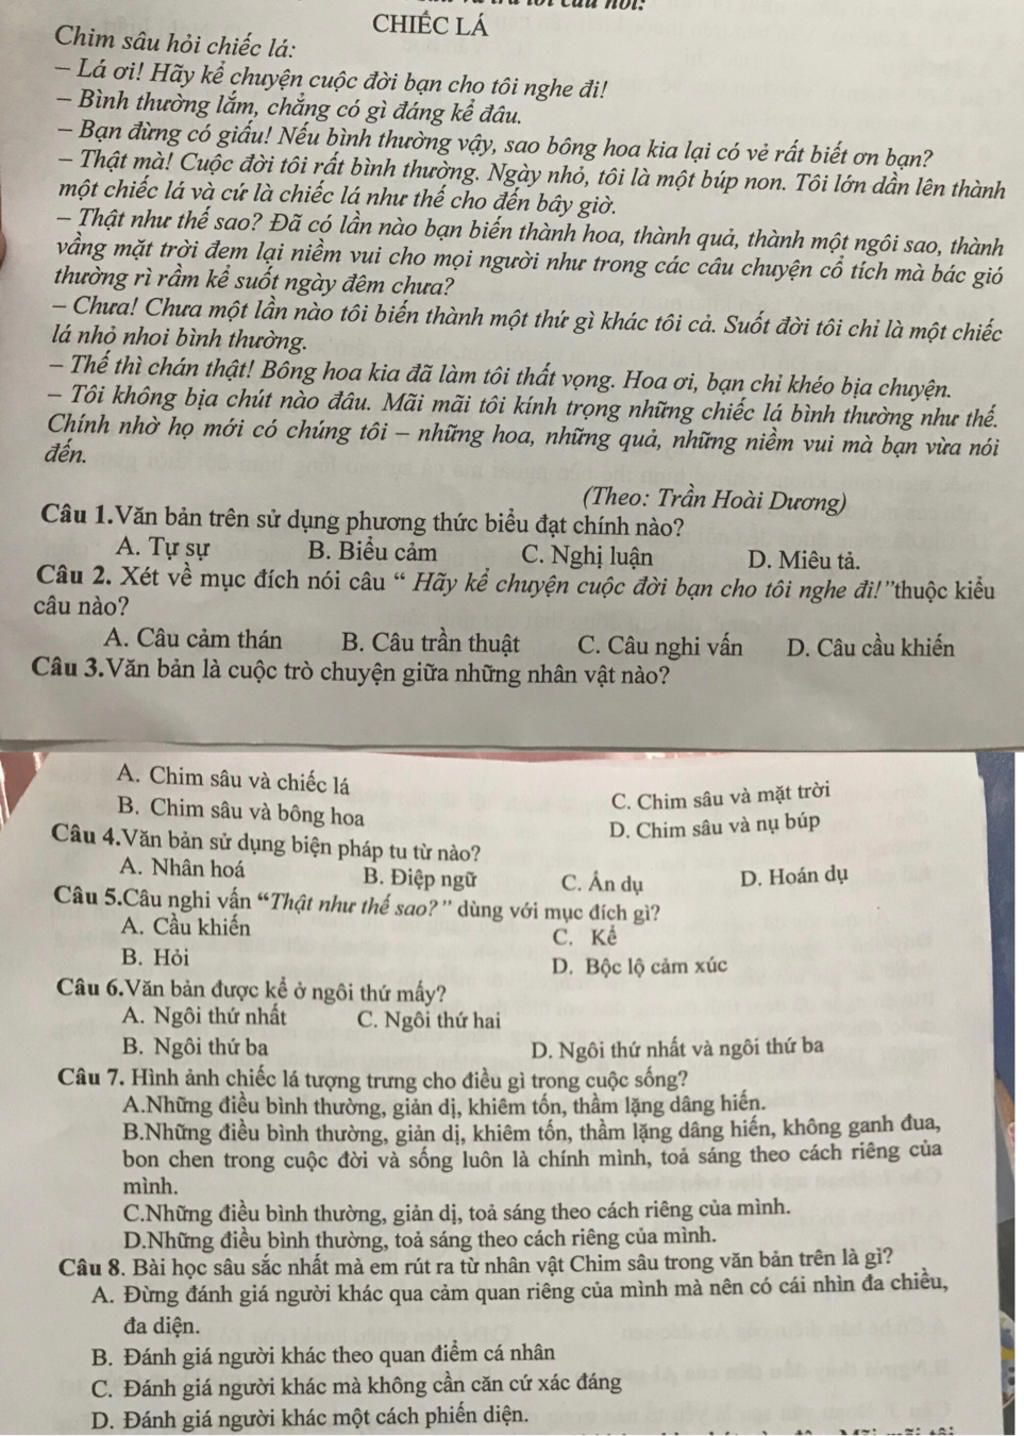 câu hỏi:
CHIẾC LÁ
Chim sâu hỏi chiếc lá:
– Lá ơi! Hãy kể chuyện cuộc đời bạn cho tôi nghe đi!
– Bình thường lắm, chẳng có gì đáng kể đâu.
– Bạn đừng có giấu! Nếu bình thường vậy, sao bông hoa kia lại có vẻ rất biết ơn bạn?
– Thật mà! Cuộc đời tôi rất bình thường. Ngày nhỏ, tôi là một búp non. Tôi lớn dần lên thành
một chiếc lá và cứ là chiếc lá như thế cho đến bây giờ.
– Thật như thế sao? Đã có lần nào bạn biến thành hoa, thành quả, thành một ngôi sao, thành
vầng mặt trời đem lại niềm vui cho mọi người như trong các câu chuyện cổ tích mà bác gió
thường rì rầm kể suốt ngày đêm chưa?
– Chưa! Chưa một lần nào tôi biến thành một thứ gì khác tôi cả. Suốt đời tôi chỉ là một chiếc
lá nhỏ nhoi bình thường.
– Thế thì chán thật! Bông hoa kia đã làm tôi thất vọng. Hoa ơi, bạn chỉ khéo bịa chuyện.
– Tôi không bịa chút nào đâu. Mãi mãi tôi kính trọng những chiếc lá bình thường như thế.
Chính nhờ họ mới có chúng tôi – những hoa, những quả, những niềm vui mà bạn vừa nói
đến.
(Theo: Trần Hoài Dương)
Câu 1.Văn bản trên sử dụng phương thức biểu đạt chính nào?
A. Tự sự B. Biểu cảm C. Nghị luận D. Miêu tả.
Câu 2. Xét về mục đích nói câu “ Hãy kể chuyện cuộc đời bạn cho tôi nghe đi!”thuộc kiểu
câu nào?
A. Câu cảm thán B. Câu trần thuật C. Câu nghi vấn D. Câu cầu khiến
Câu 3.Văn bản là cuộc trò chuyện giữa những nhân vật nào?
A. Chim sâu và chiếc lá
B. Chim sâu và bông hoa
C. Chim sâu và mặt trời
D. Chim sâu và nụ búp
Câu 4.Văn bản sử dụng biện pháp tu từ nào?
A. Nhân hoá B. Điệp ngữ C. Ẩn dụ D. Hoán dụ
Câu 5.Câu nghi vấn “Thật như thế sao?” dùng với mục đích gì?
A. Cầu khiến C. Kể
B. Hỏi D. Bộc lộ cảm xúc
Câu 6.Văn bản được kể ở ngôi thứ mấy?
A. Ngôi thứ nhất C. Ngôi thứ hai
B. Ngôi thứ ba D. Ngôi thứ nhất và ngôi thứ ba
Câu 7. Hình ảnh chiếc lá tượng trưng cho điều gì trong cuộc sống?
A.Những điều bình thường, giản dị, khiêm tốn, thầm lặng dâng hiến.
B.Những điều bình thường, giản dị, khiêm tốn, thầm lặng dâng hiến, không ganh đua,
bon chen trong cuộc đời và sống luôn là chính mình, toả sáng theo cách riêng của
mình.
C.Những điều bình thường, giản dị, toả sáng theo cách riêng của mình.
D.Những điều bình thường, toả sáng theo cách riêng của mình.
Câu 8. Bài học sâu sắc nhất mà em rút ra từ nhân vật Chim sâu trong văn bản trên là gì?
A. Đừng đánh giá người khác qua cảm quan riêng của mình mà nên có cái nhìn đa chiều,
đa diện.
B. Đánh giá người khác theo quan điểm cá nhân
C. Đánh giá người khác mà không cần căn cứ xác đáng
D. Đánh giá người khác một cách phiến diện.